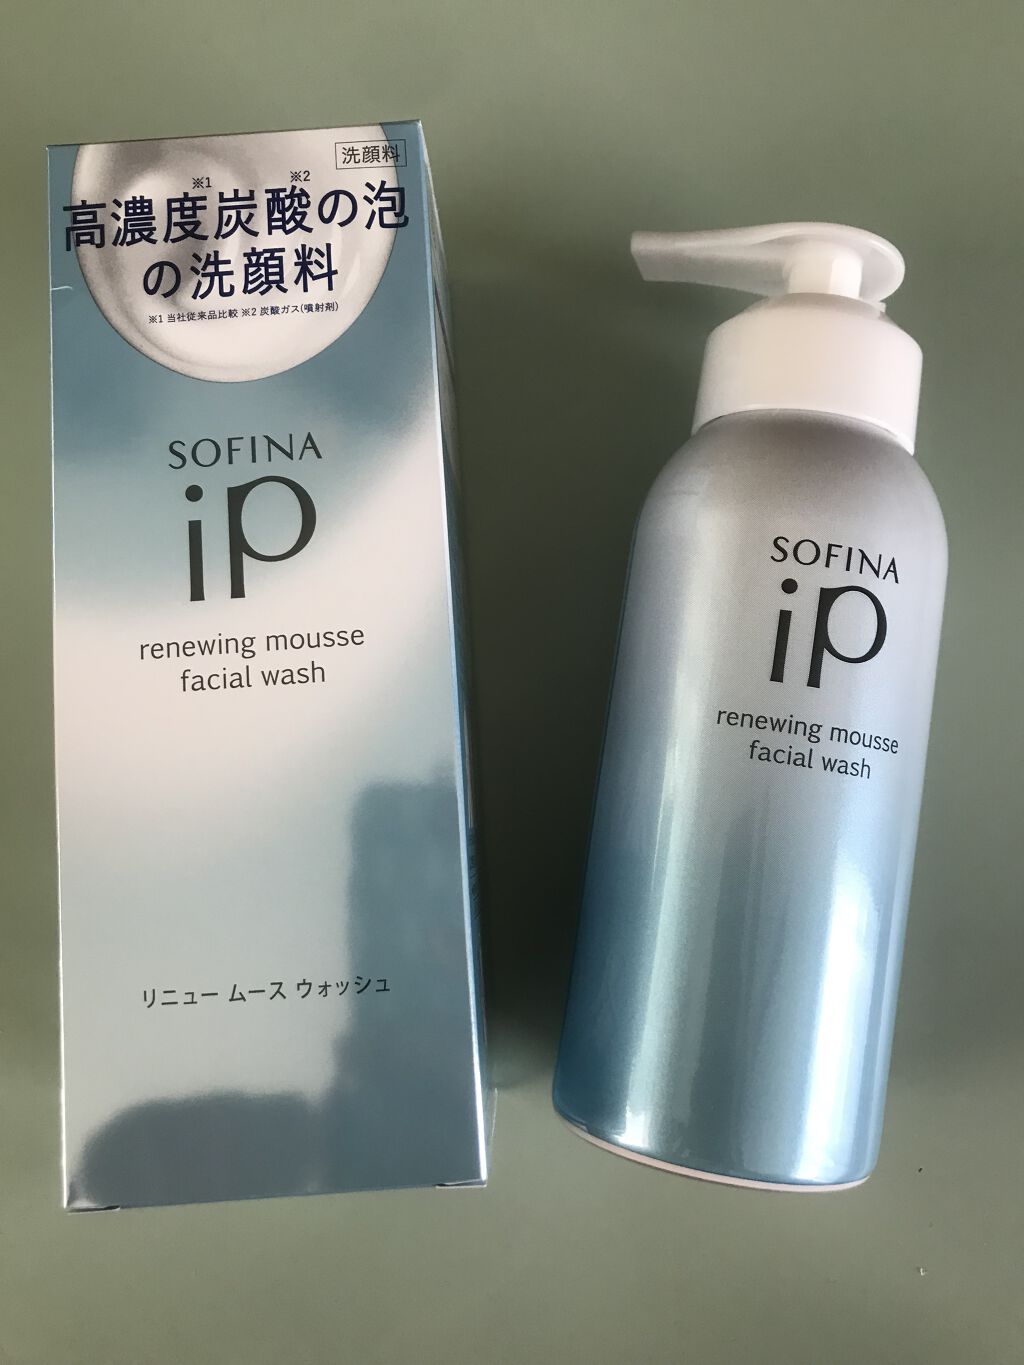 洗顔料
※1 ※2
高濃度炭酸の泡
の洗顔料
※1 当社従来品比較 ※2 炭酸ガス(噴射剤)
SOFINA
iP
renewing mousse
facial wash
リニュー ムース ウォッシュ
SOFINA
iP
renewing mousse
facial wash